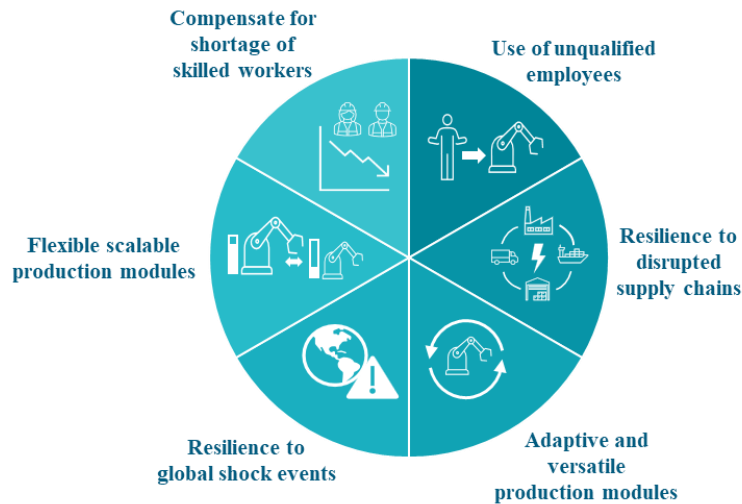 Compensate for
shortage of
skilled workers
Use of unqualified
employees
Flexible scalable
production modules
Resilience to
disrupted
supply chains
Resilience to
global shock events
Adaptive and
versatile
production modules